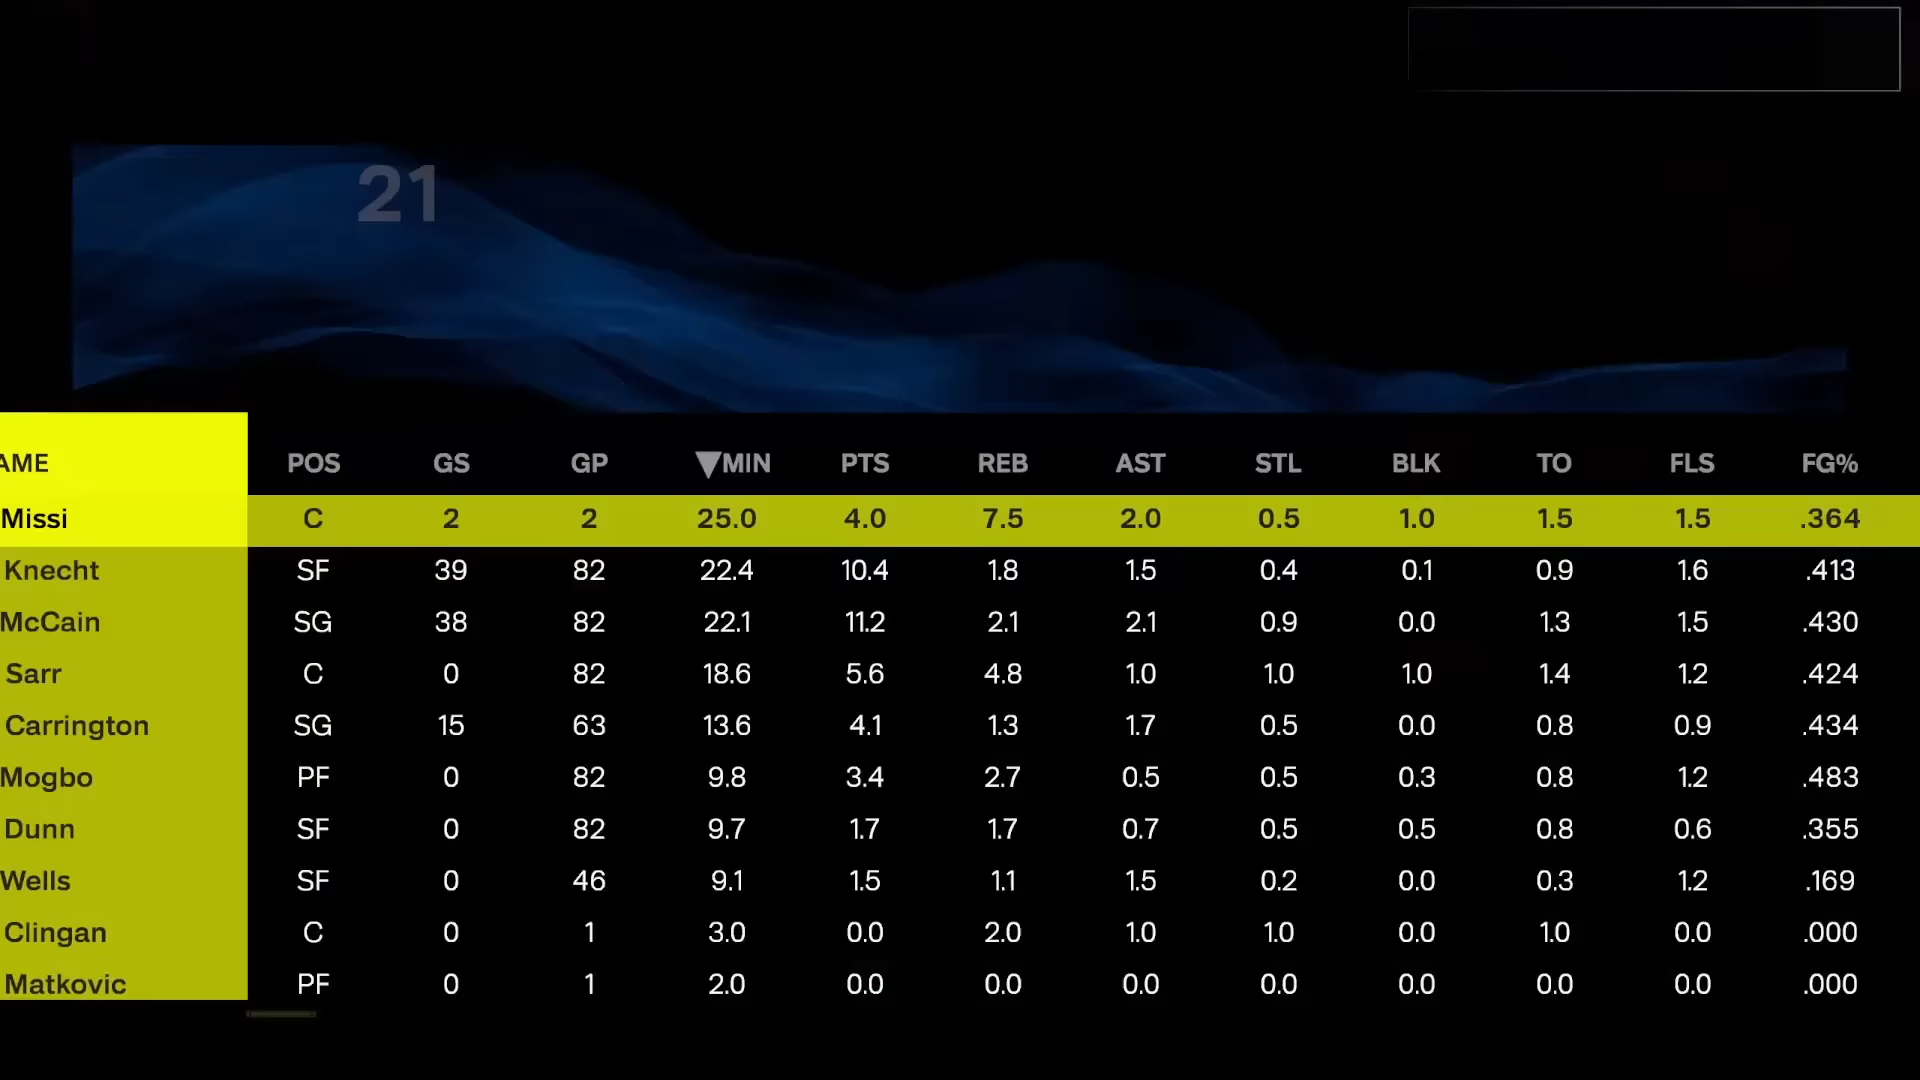 21
AME POS GS GP ▼MIN PTS REB AST STL BLK TO FLS FG%
Missi C 2 2 25.0 4.0 7.5 2.0 0.5 1.0 1.5 1.5 .364
Knecht SF 39 82 22.4 10.4 1.8 1.5 0.4 0.1 0.9 1.6 .413
McCain SG 38 82 22.1 11.2 2.1 2.1 0.9 0.0 1.3 1.5 .430
Sarr C 0 82 18.6 5.6 4.8 1.0 1.0 1.0 1.4 1.2 .424
Carrington SG 15 63 13.6 4.1 1.3 1.7 0.5 0.0 0.8 0.9 .434
Mogbo PF 0 82 9.8 3.4 2.7 0.5 0.5 0.3 0.8 1.2 .483
Dunn SF 0 82 9.7 1.7 1.7 0.7 0.5 0.5 0.8 0.6 .355
Wells SF 0 46 9.1 1.5 1.1 1.5 0.2 0.0 0.3 1.2 .169
Clingan C 0 1 3.0 0.0 2.0 1.0 1.0 0.0 1.0 0.0 .000
Matkovic PF 0 1 2.0 0.0 0.0 0.0 0.0 0.0 0.0 0.0 .000